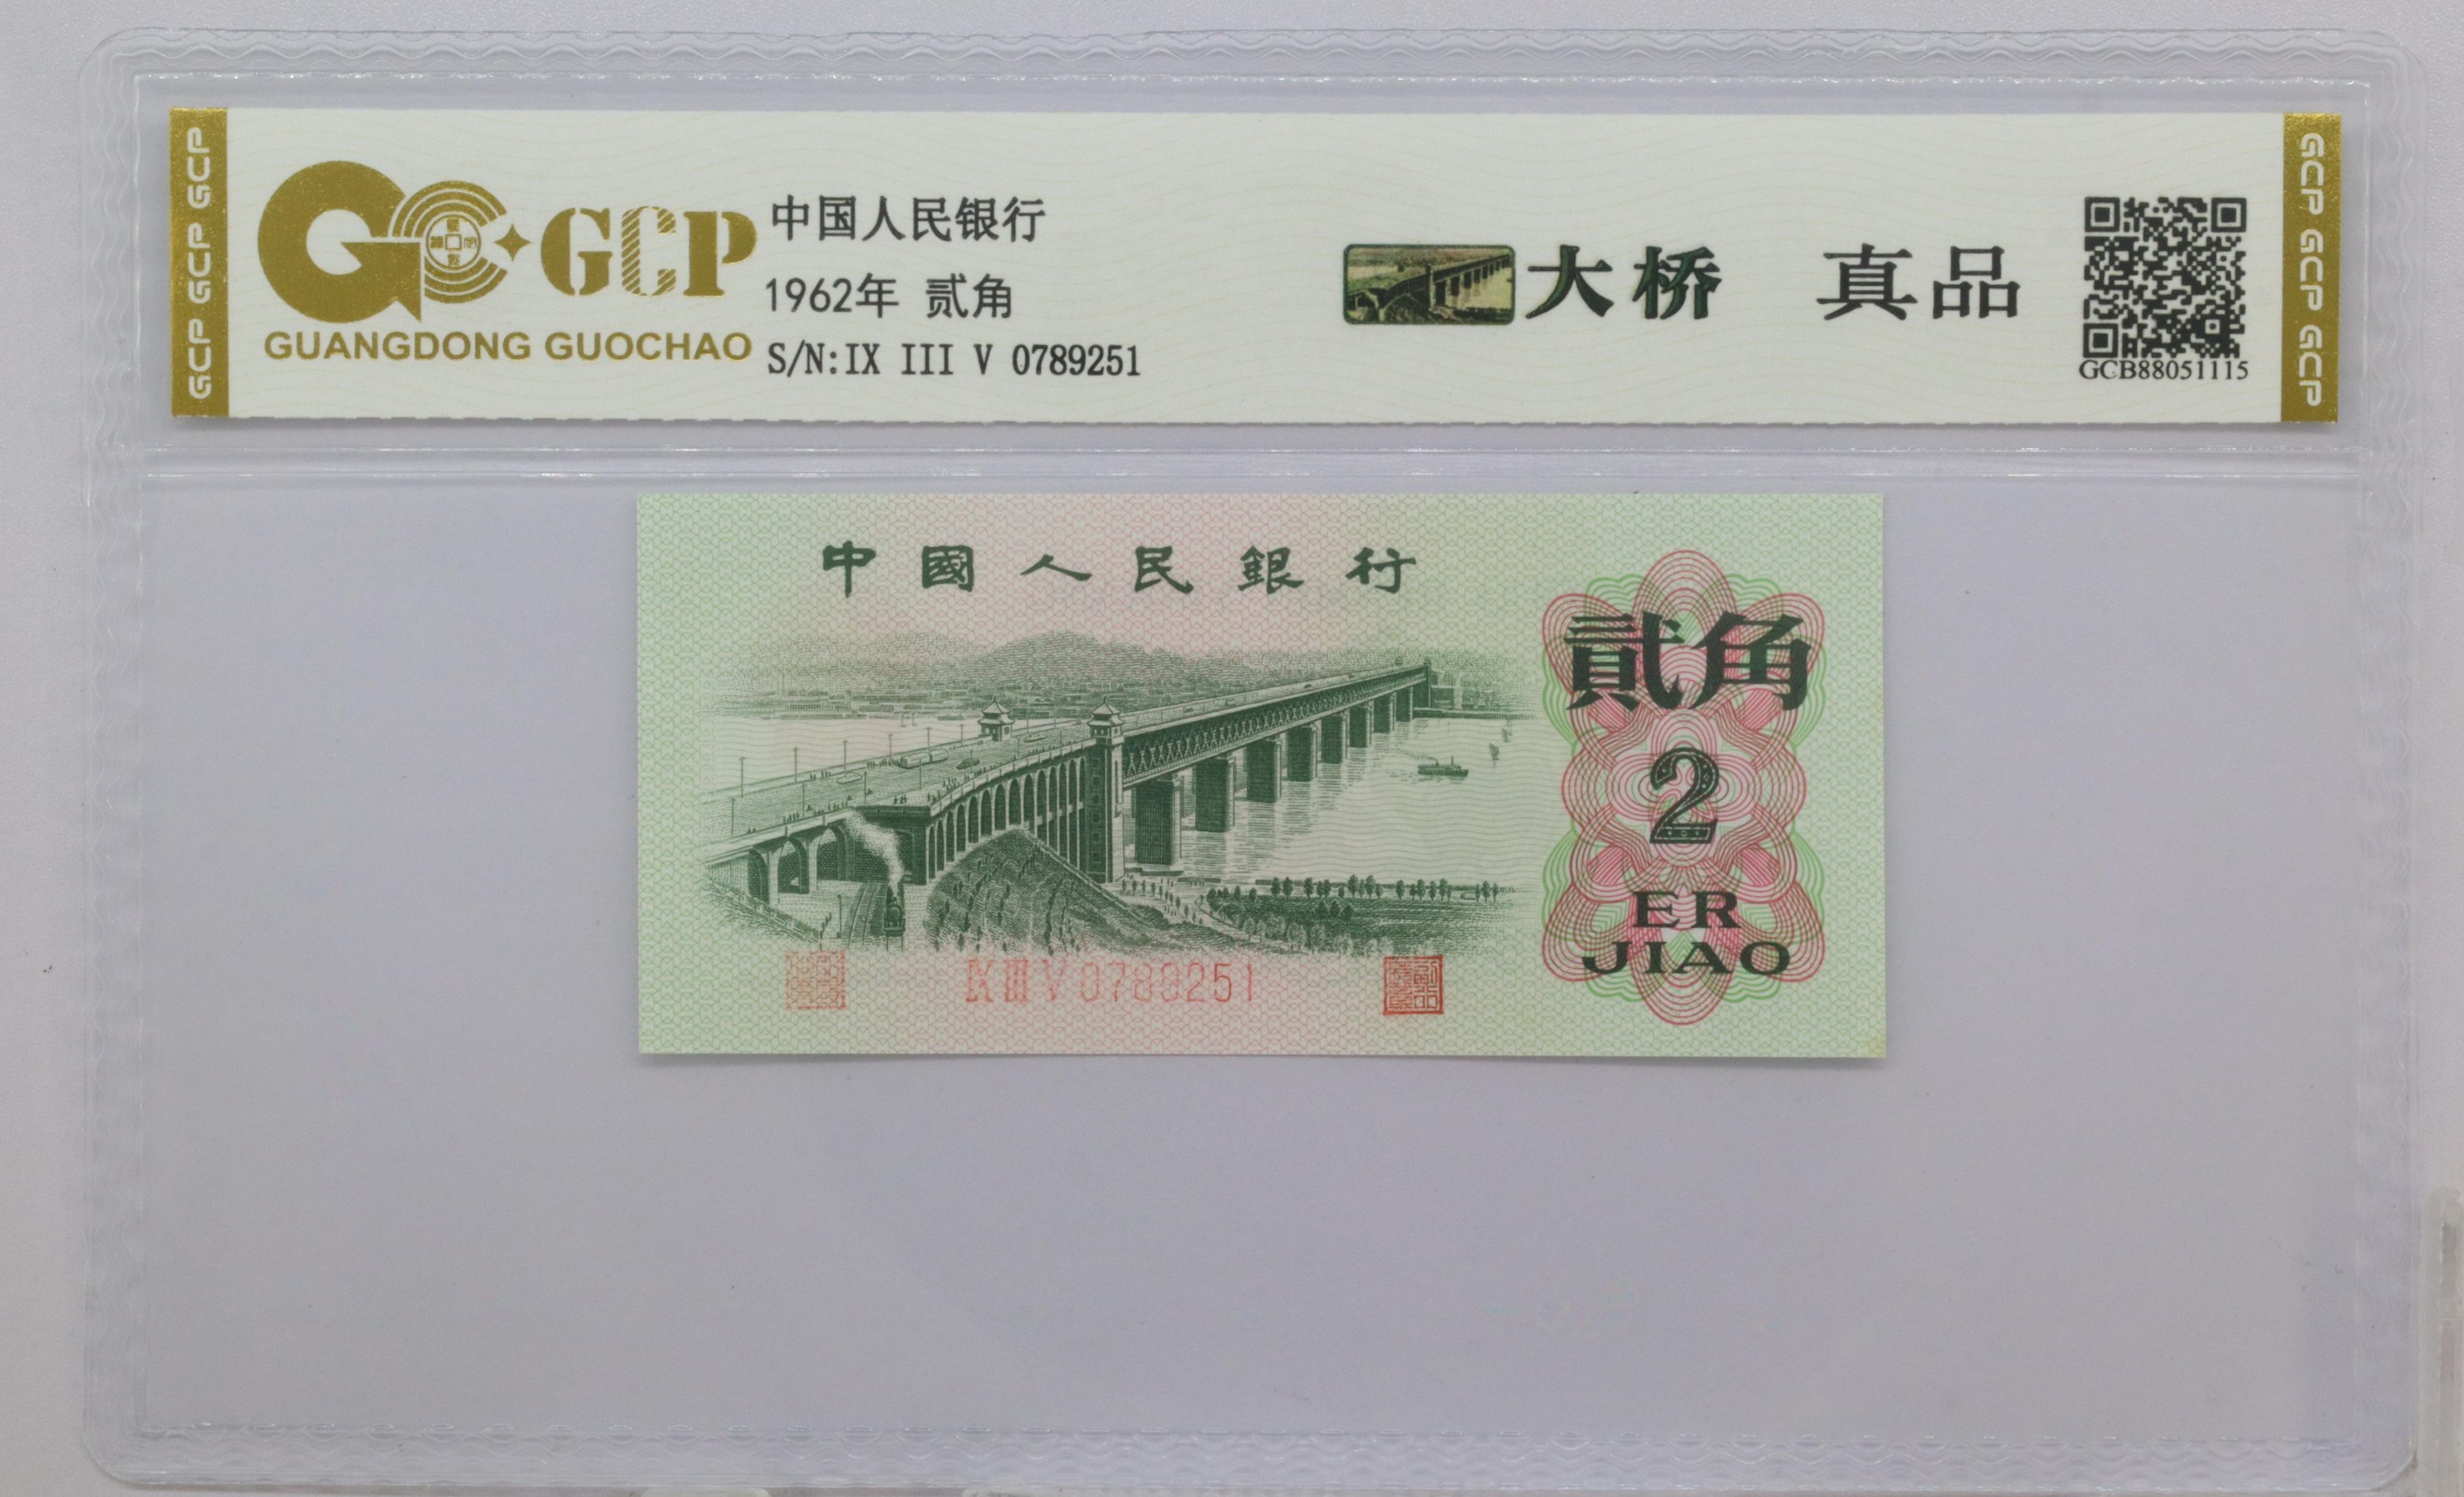 GCP GCP GCP
GCP
GUANGDONG GUOCHAO
中国人民银行
1962年 贰角
S/N:IX III V 0789251
大桥 真品
GCB88051115
GCP GCP GCP
中國人民銀行
貳角
2
ER
JIAO
IX III V 0789251